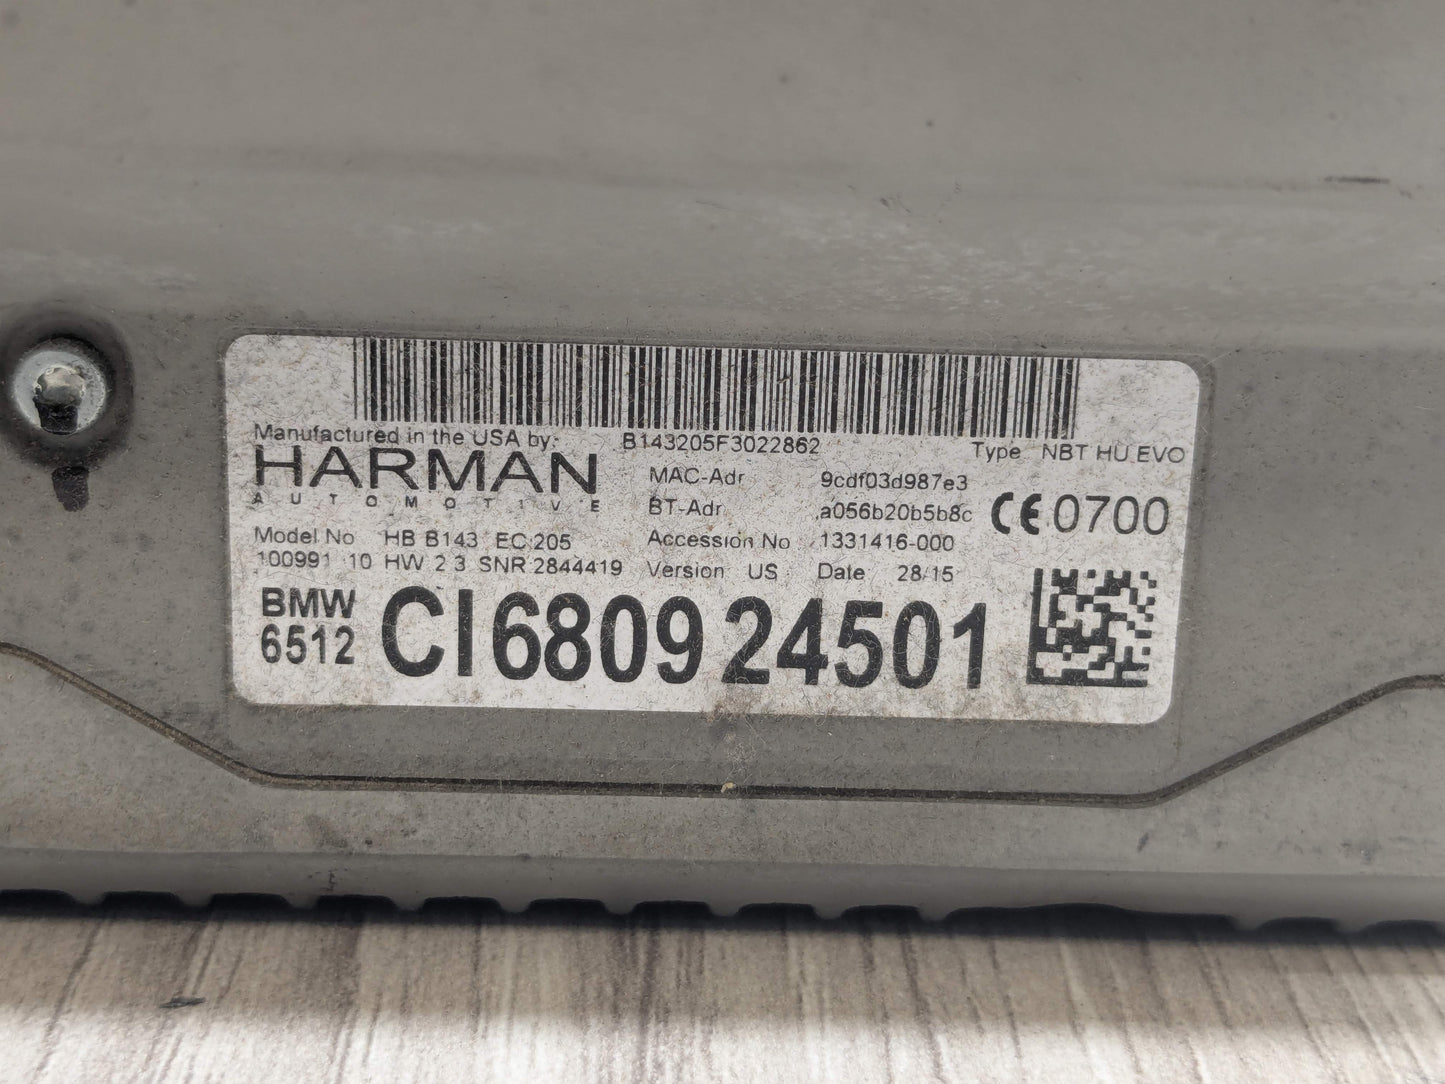 Manufactured in the USA by: B143205F3022862 Type NBT HU EVO
HARMAN MAC-Adr 9cdf03d987e3
AUTOMOTIVE BT-Adr a056b20b5b8c CE 0700
Model No HB B143 EC 205 Accession No 1331416-000
100991 10 HW 2 3 SNR 2844419 Version US Date 28/15
BMW
6512 CI 6809 24501